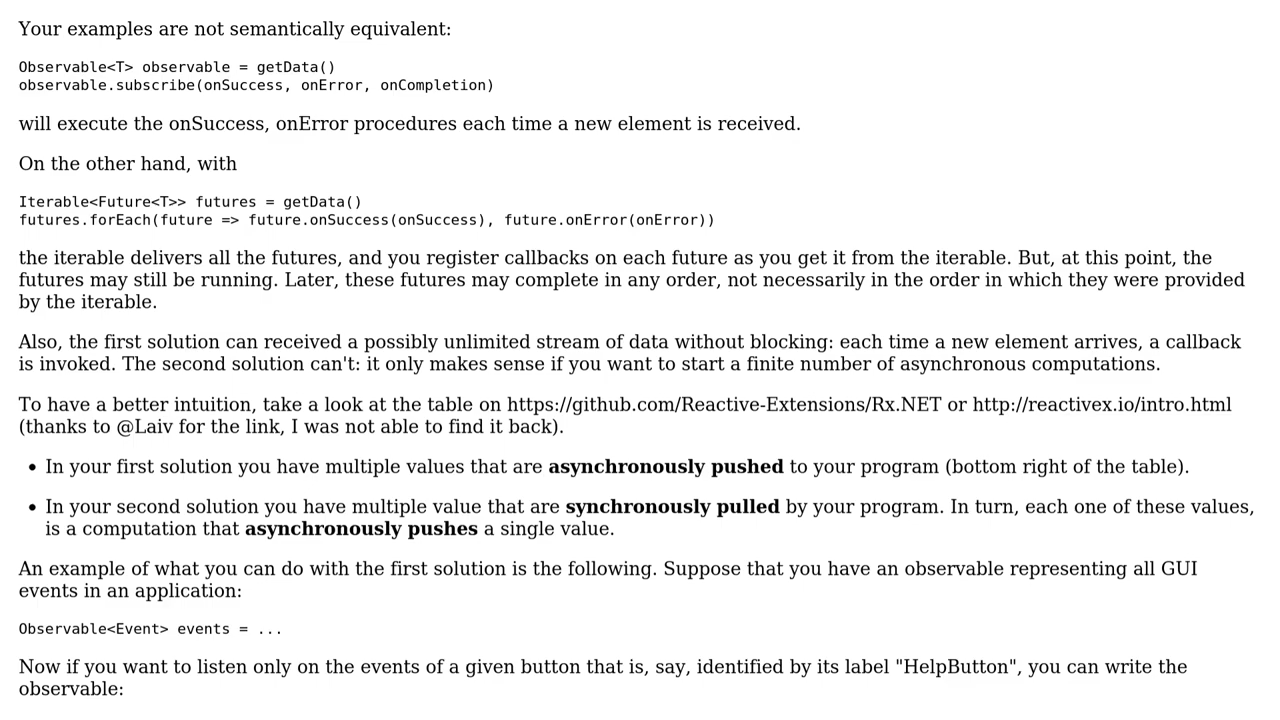 Your examples are not semantically equivalent:
Observable<T> observable = getData()
observable.subscribe(onSuccess, onError, onCompletion)
will execute the onSuccess, onError procedures each time a new element is received.
On the other hand, with
Iterable<Future<T>> futures = getData()
futures.forEach(future => future.onSuccess(onSuccess), future.onError(onError))
the iterable delivers all the futures, and you register callbacks on each future as you get it from the iterable. But, at this point, the
futures may still be running. Later, these futures may complete in any order, not necessarily in the order in which they were provided
by the iterable.
Also, the first solution can received a possibly unlimited stream of data without blocking: each time a new element arrives, a callback
is invoked. The second solution can't: it only makes sense if you want to start a finite number of asynchronous computations.
To have a better intuition, take a look at the table on https://github.com/Reactive-Extensions/Rx.NET or http://reactivex.io/intro.html
(thanks to @Laiv for the link, I was not able to find it back).
• In your first solution you have multiple values that are asynchronously pushed to your program (bottom right of the table).
• In your second solution you have multiple value that are synchronously pulled by your program. In turn, each one of these values,
is a computation that asynchronously pushes a single value.
An example of what you can do with the first solution is the following. Suppose that you have an observable representing all GUI
events in an application:
Observable<Event> events = ...
Now if you want to listen only on the events of a given button that is, say, identified by its label "HelpButton", you can write the
observable: